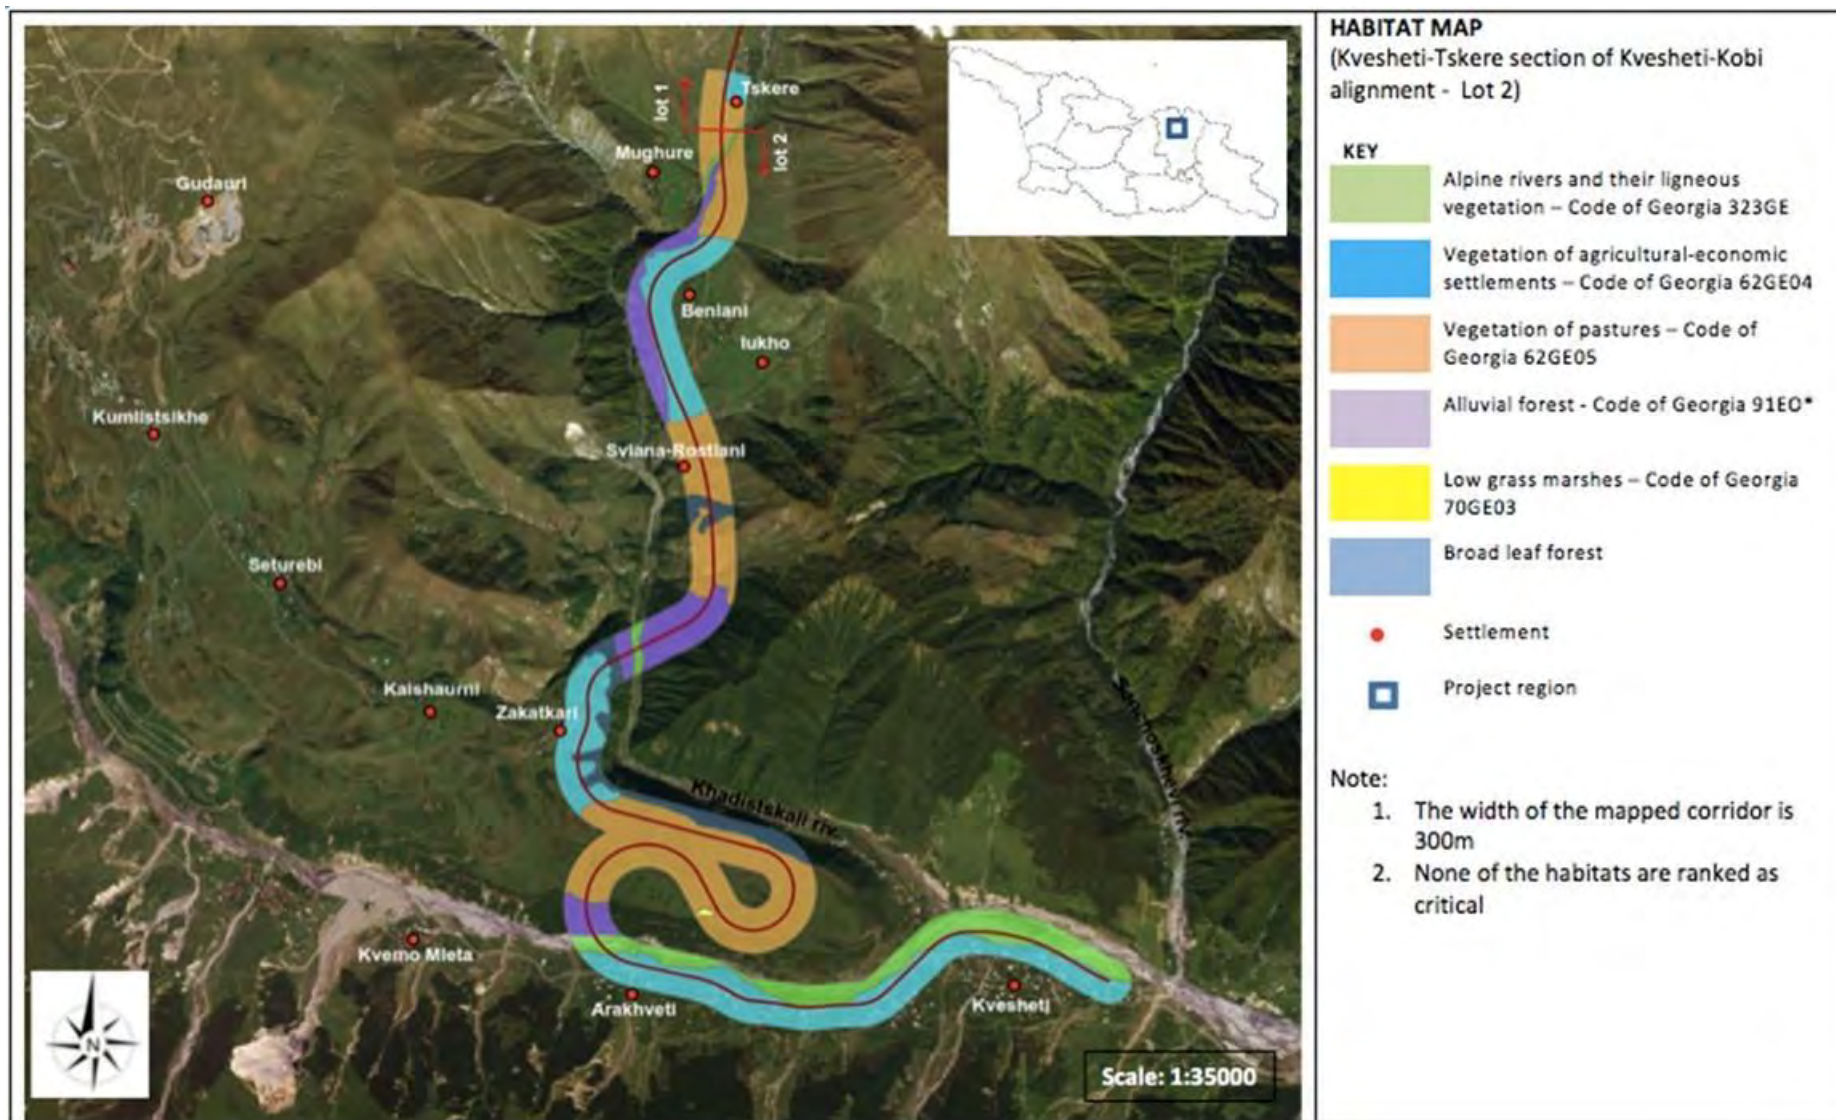 HABITAT MAP
(Kvesheti-Tskere section of Kvesheti-Kobi
alignment - Lot 2)
KEY
Alpine rivers and their ligneous
vegetation – Code of Georgia 323GE
Vegetation of agricultural-economic
settlements – Code of Georgia 62GE04
Vegetation of pastures – Code of
Georgia 62GE05
Alluvial forest - Code of Georgia 91EO*
Low grass marshes – Code of Georgia
70GE03
Broad leaf forest
Settlement
Project region
Note:
1. The width of the mapped corridor is
300m
2. None of the habitats are ranked as
critical
Tskere
lot 1
lot 2
Mughure
Gudauri
Beniani
Iukho
Kumlistsikhe
Sviana-Rostiani
Seturebi
Kaishaurni
Zakatkari
Khadistskali riv.
riv.
Kvemo Mleta
Arakhveti
Kvesheti
N
Scale: 1:35000